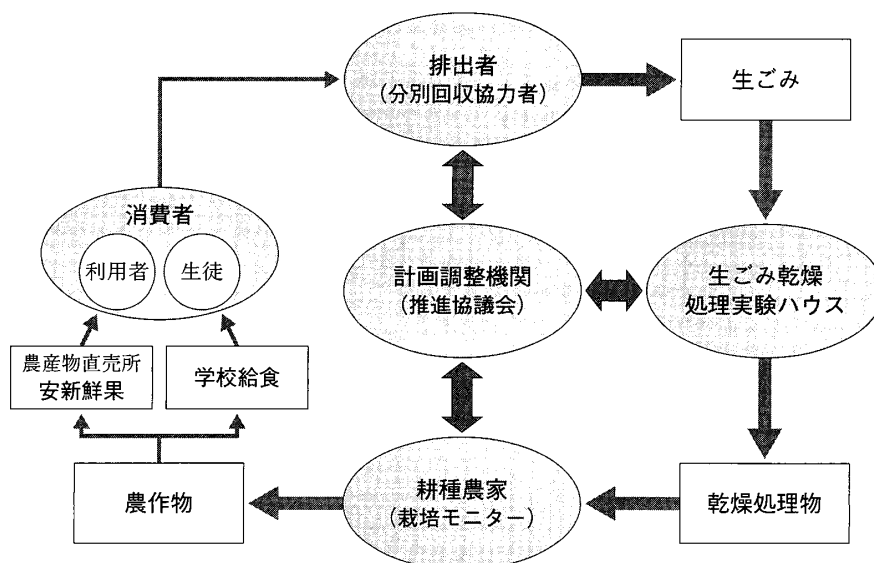 排出者
(分別回収協力者)
生ごみ
消費者
利用者
生徒
計画調整機関
(推進協議会)
生ごみ乾燥
処理実験ハウス
農産物直売所
安新鮮果
学校給食
農作物
耕種農家
(栽培モニター)
乾燥処理物